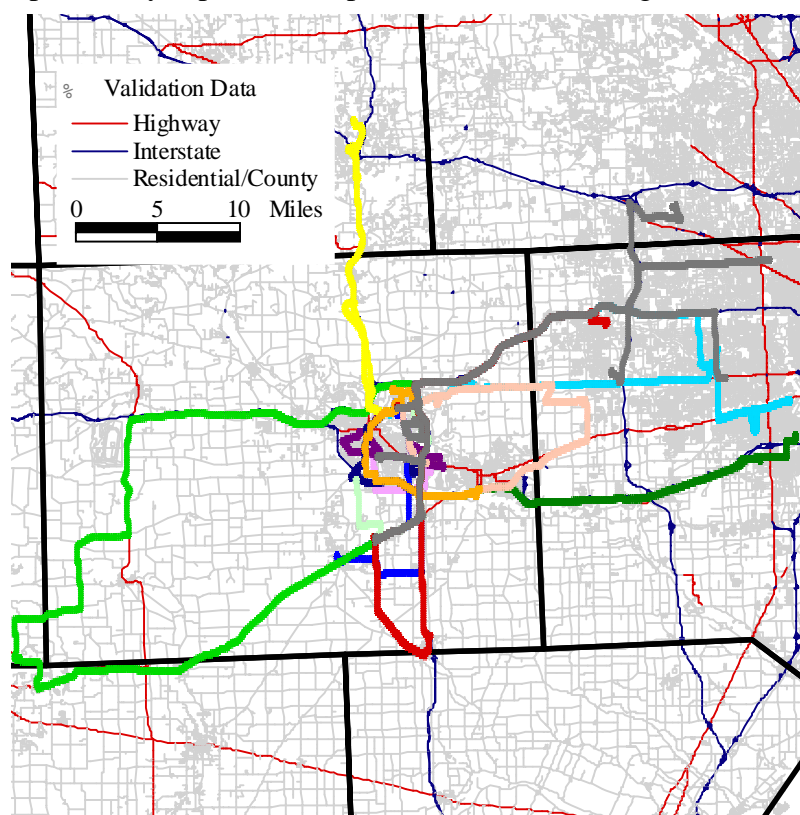 % Validation Data
Highway
Interstate
Residential/County
0 5 10 Miles